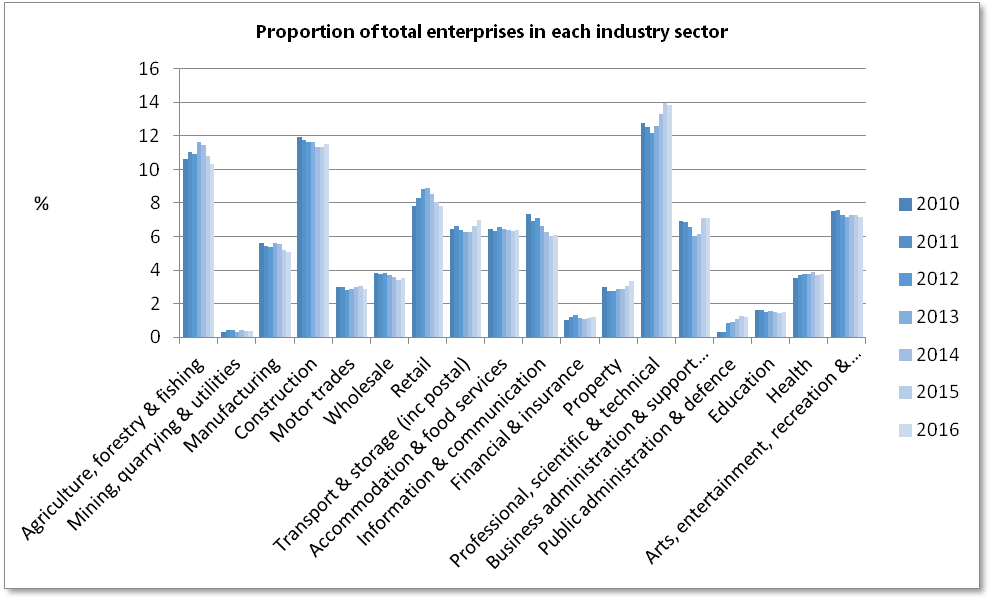 Proportion of total enterprises in each industry sector
16
14
12
10
8
6
4
2
0
%
Agriculture, forestry & fishing
Mining, quarrying & utilities
Manufacturing
Construction
Motor trades
Wholesale
Retail
Transport & storage (inc postal)
Accommodation & food services
Information & communication
Financial & insurance
Property
Professional, scientific & technical
Business administration & support...
Public administration & defence
Education
Health
Arts, entertainment, recreation &...
2010
2011
2012
2013
2014
2015
2016